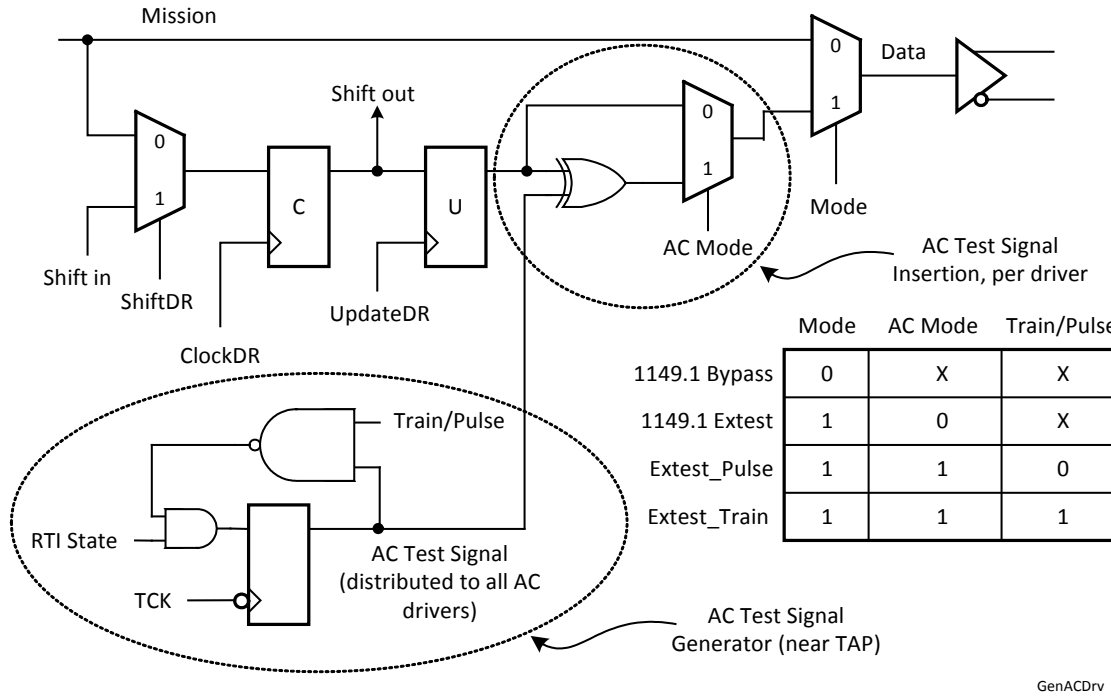 Mission
0
1
Data
Shift out
0
1
0
1
C
U
Mode
AC Mode
Shift in
ShiftDR
UpdateDR
ClockDR
AC Test Signal
Insertion, per driver
Mode AC Mode Train/Pulse
1149.1 Bypass 0 X X
1149.1 Extest 1 0 X
Extest_Pulse 1 1 0
Extest_Train 1 1 1
Train/Pulse
RTI State
AC Test Signal
(distributed to all AC
drivers)
TCK
AC Test Signal
Generator (near TAP)
GenACDrv